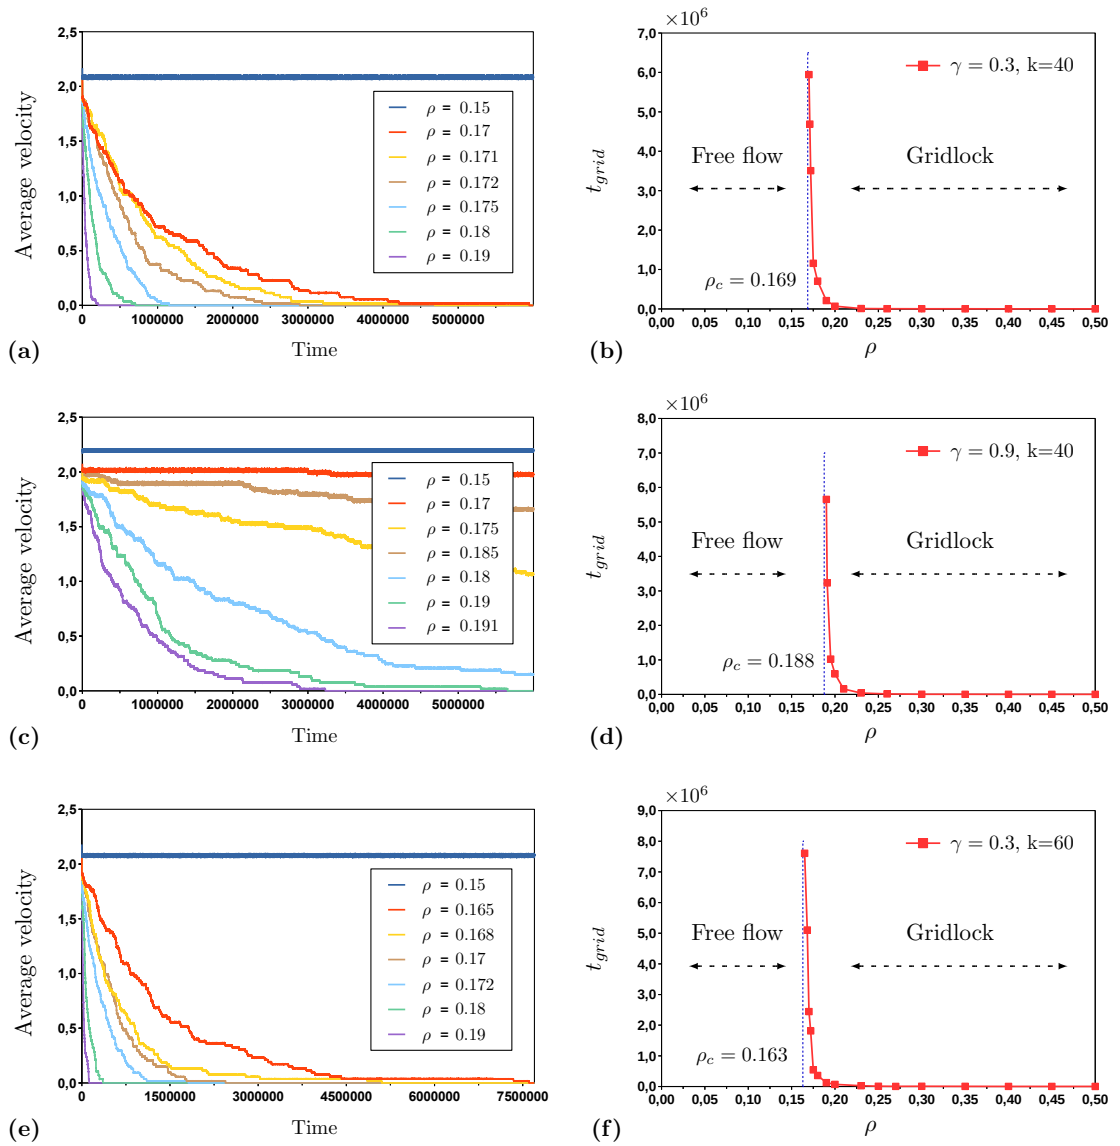 2,5
2,0
1,5
1,0
0,5
0,0
Average velocity
ρ = 0.15
ρ = 0.17
ρ = 0.171
ρ = 0.172
ρ = 0.175
ρ = 0.18
ρ = 0.19
0 1000000 2000000 3000000 4000000 5000000
Time
(a)
×10⁶
7,0
6,0
5,0
4,0
3,0
2,0
1,0
0,0
t_grid
γ = 0.3, k=40
Free flow Gridlock
ρ_c = 0.169
0,00 0,05 0,10 0,15 0,20 0,25 0,30 0,35 0,40 0,45 0,50
ρ
(b)
2,5
2,0
1,5
1,0
0,5
0,0
Average velocity
ρ = 0.15
ρ = 0.17
ρ = 0.175
ρ = 0.185
ρ = 0.18
ρ = 0.19
ρ = 0.191
0 1000000 2000000 3000000 4000000 5000000
Time
(c)
×10⁶
8,0
7,0
6,0
5,0
4,0
3,0
2,0
1,0
0,0
t_grid
γ = 0.9, k=40
Free flow Gridlock
ρ_c = 0.188
0,00 0,05 0,10 0,15 0,20 0,25 0,30 0,35 0,40 0,45 0,50
ρ
(d)
2,5
2,0
1,5
1,0
0,5
0,0
Average velocity
ρ = 0.15
ρ = 0.165
ρ = 0.168
ρ = 0.17
ρ = 0.172
ρ = 0.18
ρ = 0.19
0 1500000 3000000 4500000 6000000 7500000
Time
(e)
×10⁶
9,0
8,0
7,0
6,0
5,0
4,0
3,0
2,0
1,0
0,0
t_grid
γ = 0.3, k=60
Free flow Gridlock
ρ_c = 0.163
0,00 0,05 0,10 0,15 0,20 0,25 0,30 0,35 0,40 0,45 0,50
ρ
(f)